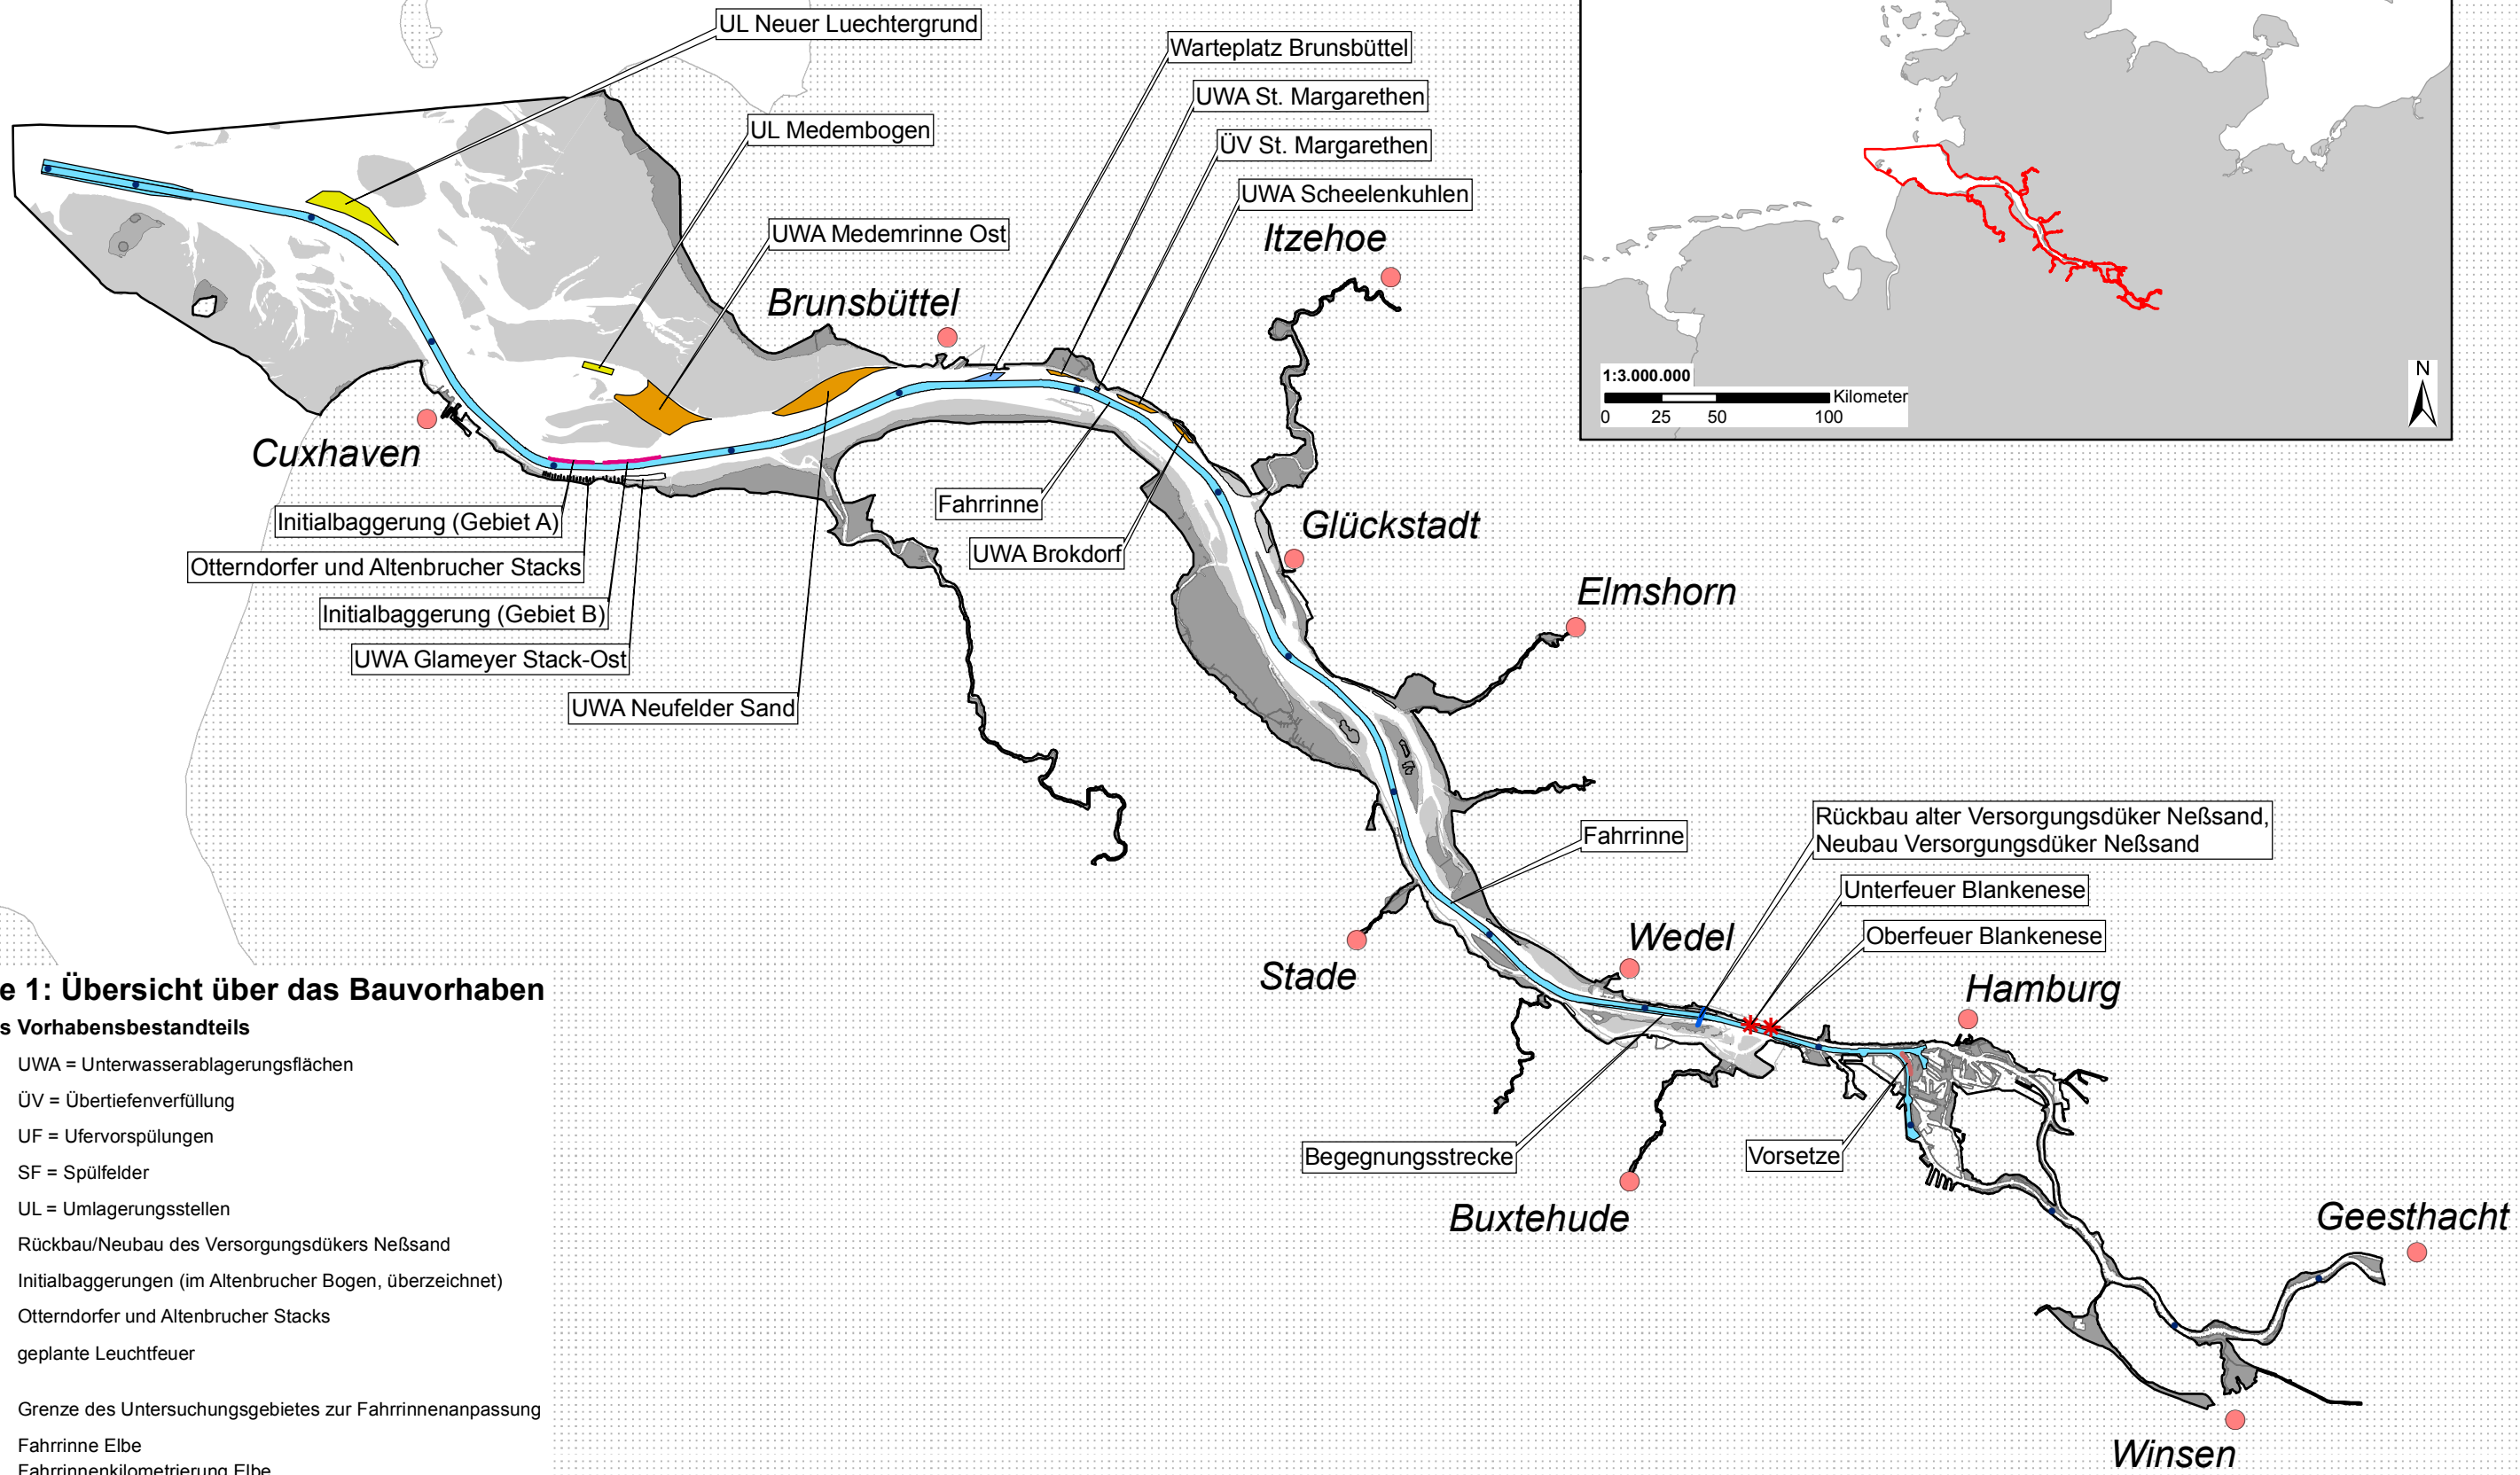 UL Neuer Luechtergrund
Warteplatz Brunsbüttel
UWA St. Margarethen
UL Medembogen
ÜV St. Margarethen
UWA Scheelenkuhlen
UWA Medemrinne Ost
Itzehoe
Brunsbüttel
1:3.000.000
Kilometer
0 25 50 100
N
Cuxhaven
Fahrrinne
Initialbaggerung (Gebiet A)
Glückstadt
UWA Brokdorf
Otterndorfer und Altenbrucher Stacks
Elmshorn
Initialbaggerung (Gebiet B)
UWA Glameyer Stack-Ost
UWA Neufelder Sand
Rückbau alter Versorgungsdüker Neßsand,
Neubau Versorgungsdüker Neßsand
Fahrrinne
Unterfeuer Blankenese
Wedel
Oberfeuer Blankenese
Stade
Hamburg
Begegnungsstrecke
Vorsetze
Buxtehude
Geesthacht
Winsen
e 1: Übersicht über das Bauvorhaben
s Vorhabensbestandteils
UWA = Unterwasserablagerungsflächen
ÜV = Übertiefenverfüllung
UF = Ufervorspülungen
SF = Spülfelder
UL = Umlagerungsstellen
Rückbau/Neubau des Versorgungsdükers Neßsand
Initialbaggerungen (im Altenbrucher Bogen, überzeichnet)
Otterndorfer und Altenbrucher Stacks
geplante Leuchtfeuer
Grenze des Untersuchungsgebietes zur Fahrrinnenanpassung
Fahrrinne Elbe
Fahrrinnenkilometrierung Elbe